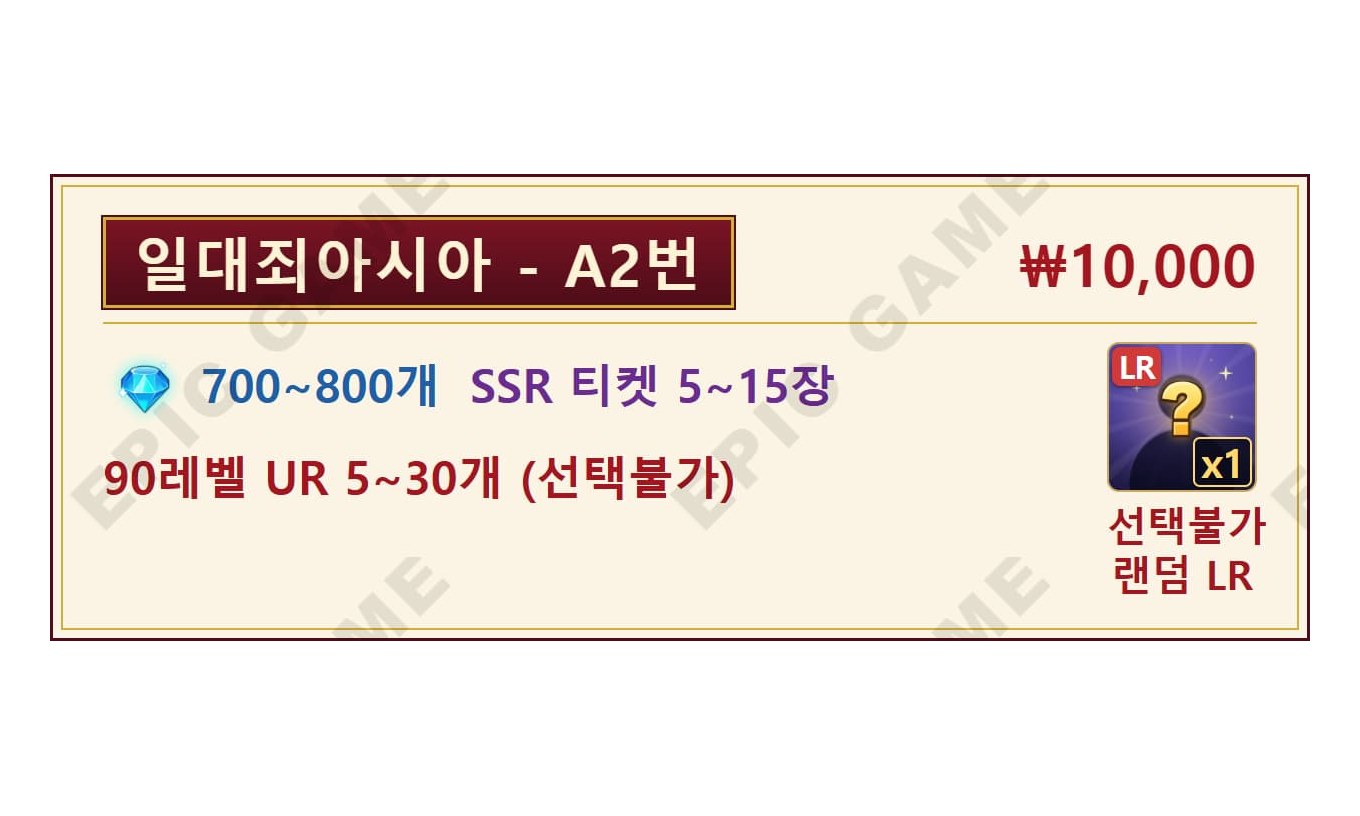 일대죄아시아 - A2번
₩10,000
700~800개 SSR 티켓 5~15장
90레벨 UR 5~30개 (선택불가)
LR
?
x1
선택불가
랜덤 LR
EPIC GAME
EPIC GAME